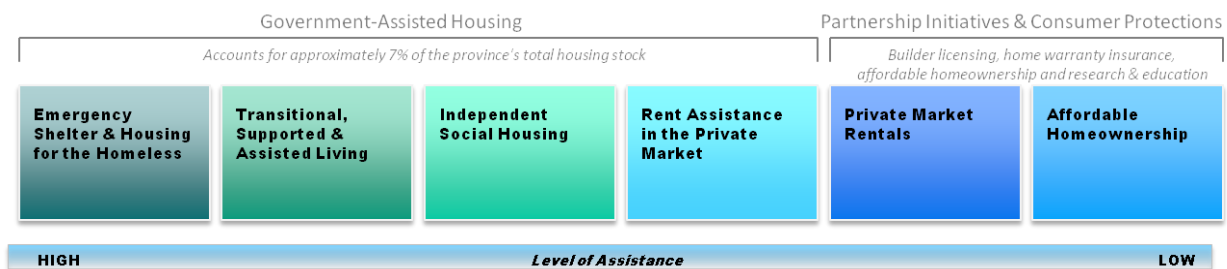 Government-Assisted Housing
Partnership Initiatives & Consumer Protections
Accounts for approximately 7% of the province's total housing stock
Builder licensing, home warranty insurance,
affordable homeownership and research & education
Emergency
Shelter & Housing
for the Homeless
Transitional,
Supported &
Assisted Living
Independent
Social Housing
Rent Assistance
in the Private
Market
Private Market
Rentals
Affordable
Homeownership
HIGH
Level of Assistance
LOW